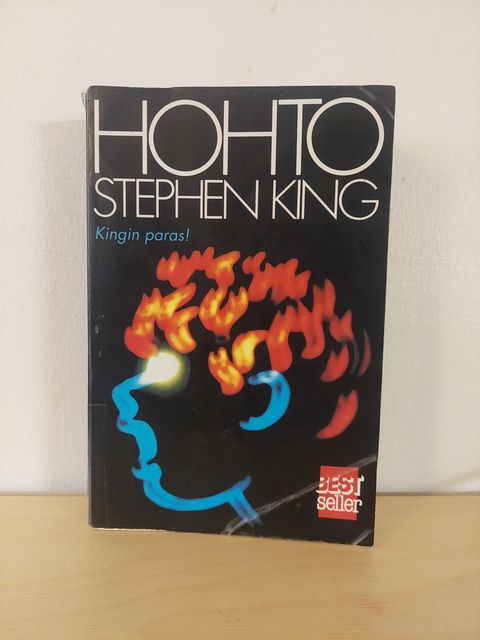 HOHTO
STEPHEN KING
Kingin paras!
BEST
seller